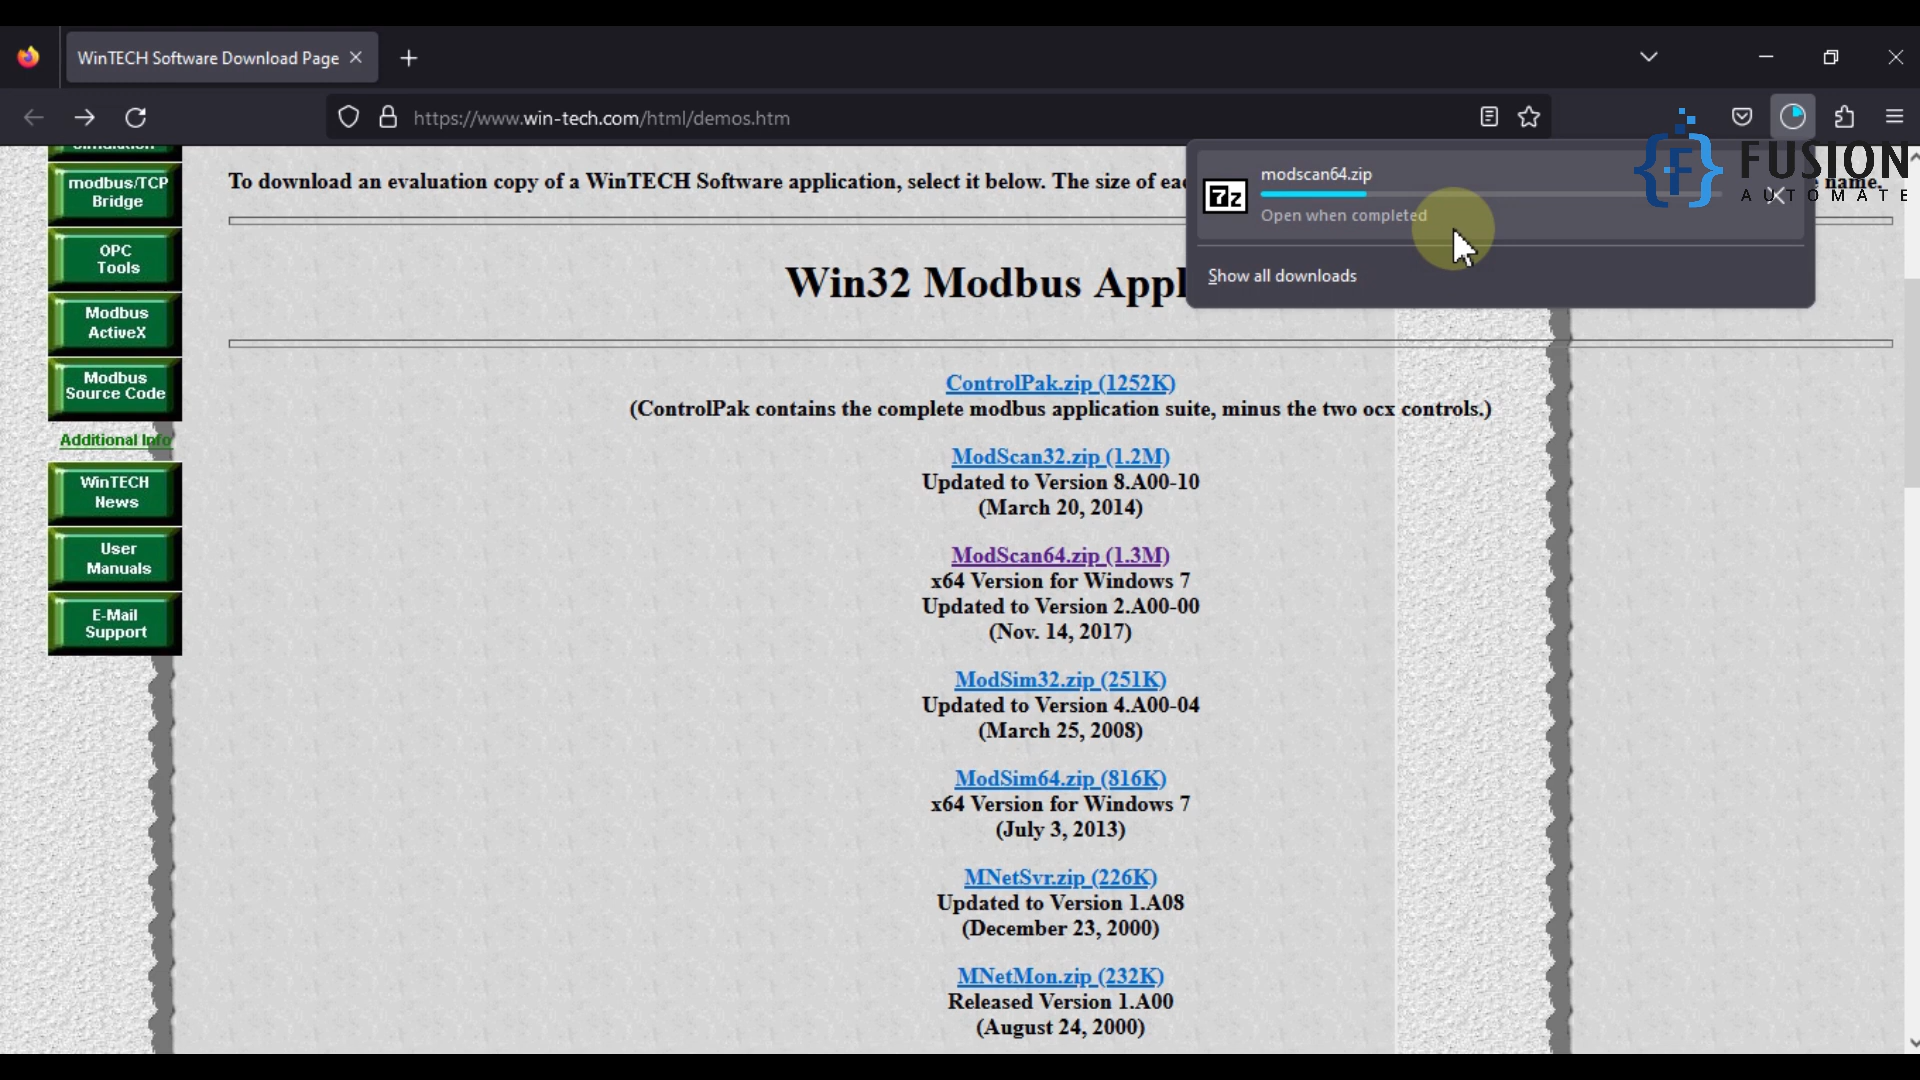 WinTECH Software Download Page
https://www.win-tech.com/html/demos.htm
modscan64.zip
Open when completed
Show all downloads
FUSION
AUTOMATE
Simulation
modbus/TCP
Bridge
OPC
Tools
Modbus
ActiveX
Modbus
Source Code
Additional Info
WinTECH
News
User
Manuals
E-Mail
Support
To download an evaluation copy of a WinTECH Software application, select it below. The size of
name.
Win32 Modbus
ControlPak.zip (1252K)
(ControlPak contains the complete modbus application suite, minus the two ocx controls.)
ModScan32.zip (1.2M)
Updated to Version 8.A00-10
(March 20, 2014)
ModScan64.zip (1.3M)
x64 Version for Windows 7
Updated to Version 2.A00-00
(Nov. 14, 2017)
ModSim32.zip (251K)
Updated to Version 4.A00-04
(March 25, 2008)
ModSim64.zip (816K)
x64 Version for Windows 7
(July 3, 2013)
MNetSvr.zip (226K)
Updated to Version 1.A08
(December 23, 2000)
MNetMon.zip (232K)
Released Version 1.A00
(August 24, 2000)